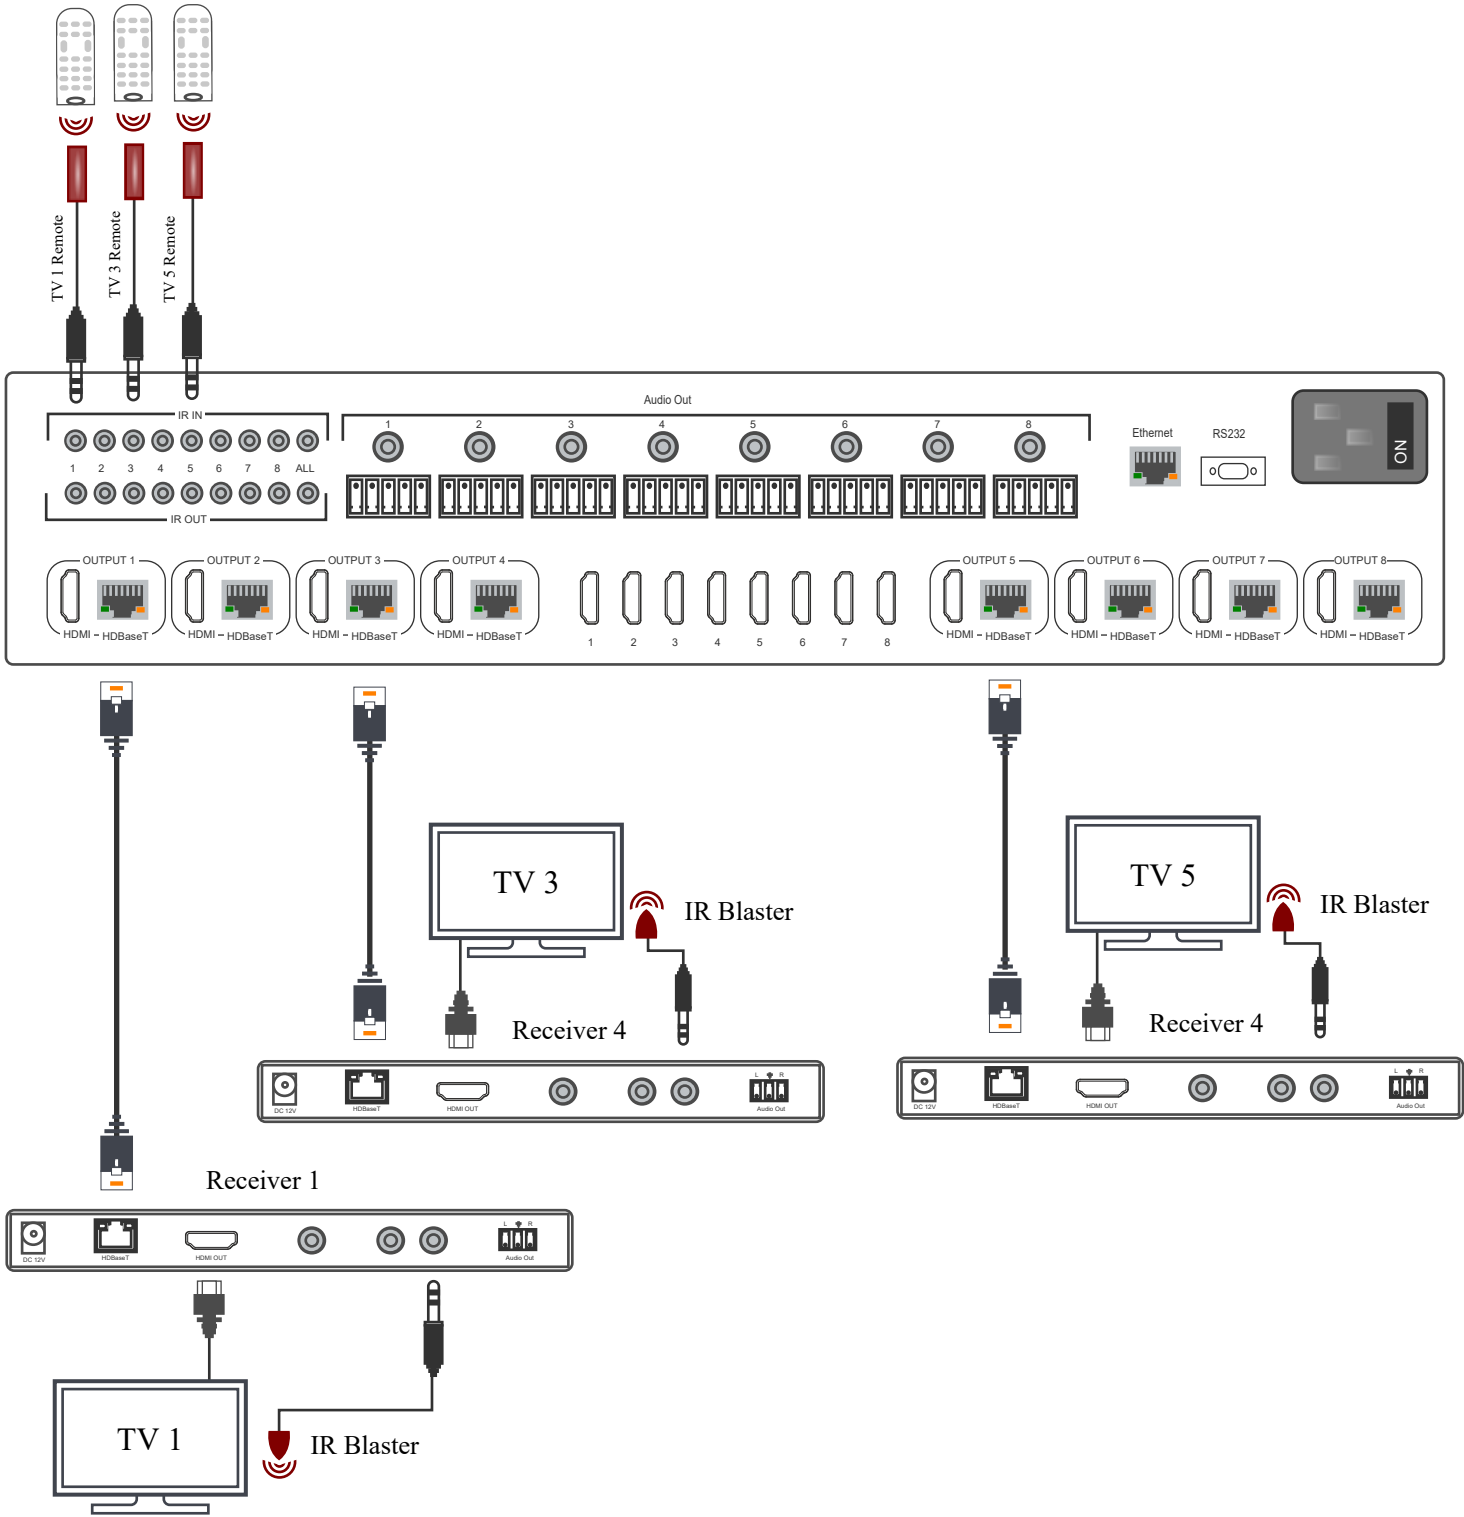 TV 1 Remote
TV 3 Remote
TV 5 Remote
IR IN
1 2 3 4 5 6 7 8 ALL
IR OUT
Audio Out
1 2 3 4 5 6 7 8
Ethernet
RS232
ON
OUTPUT 1
HDMI HDBaseT
OUTPUT 2
HDMI HDBaseT
OUTPUT 3
HDMI HDBaseT
OUTPUT 4
HDMI HDBaseT
1 2 3 4 5 6 7 8
OUTPUT 5
HDMI HDBaseT
OUTPUT 6
HDMI HDBaseT
OUTPUT 7
HDMI HDBaseT
OUTPUT 8
HDMI HDBaseT
TV 3
IR Blaster
Receiver 4
DC 12V
HDBaseT
HDMI OUT
L R
Audio Out
TV 5
IR Blaster
Receiver 4
DC 12V
HDBaseT
HDMI OUT
L R
Audio Out
Receiver 1
DC 12V
HDBaseT
HDMI OUT
L R
Audio Out
TV 1
IR Blaster